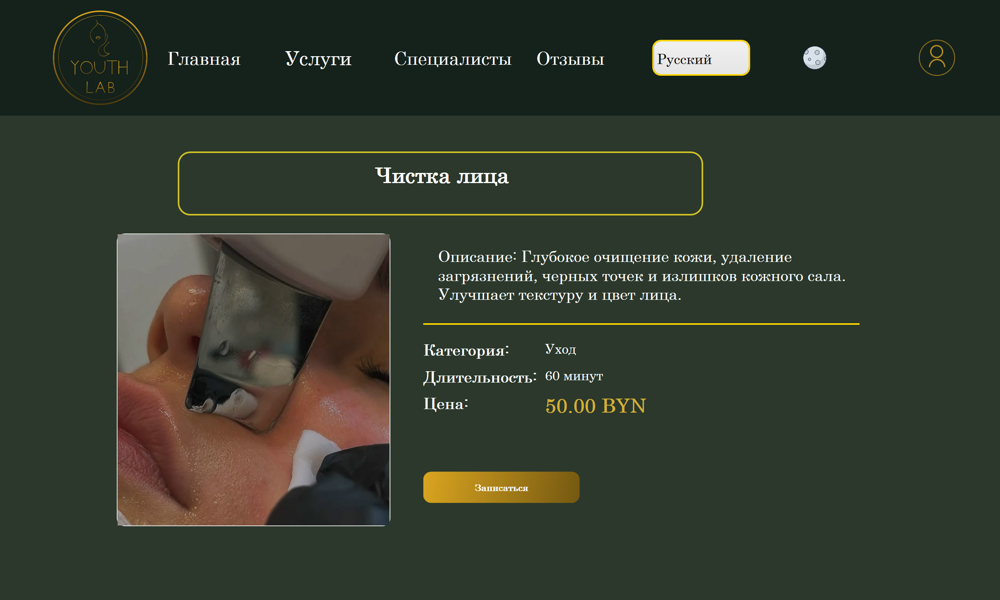 YOUTH
LAB
Главная
Услуги
Специалисты
Отзывы
Русский
Чистка лица
Описание: Глубокое очищение кожи, удаление
загрязнений, черных точек и излишков кожного сала.
Улучшает текстуру и цвет лица.
Категория: Уход
Длительность: 60 минут
Цена: 50.00 BYN
Записаться